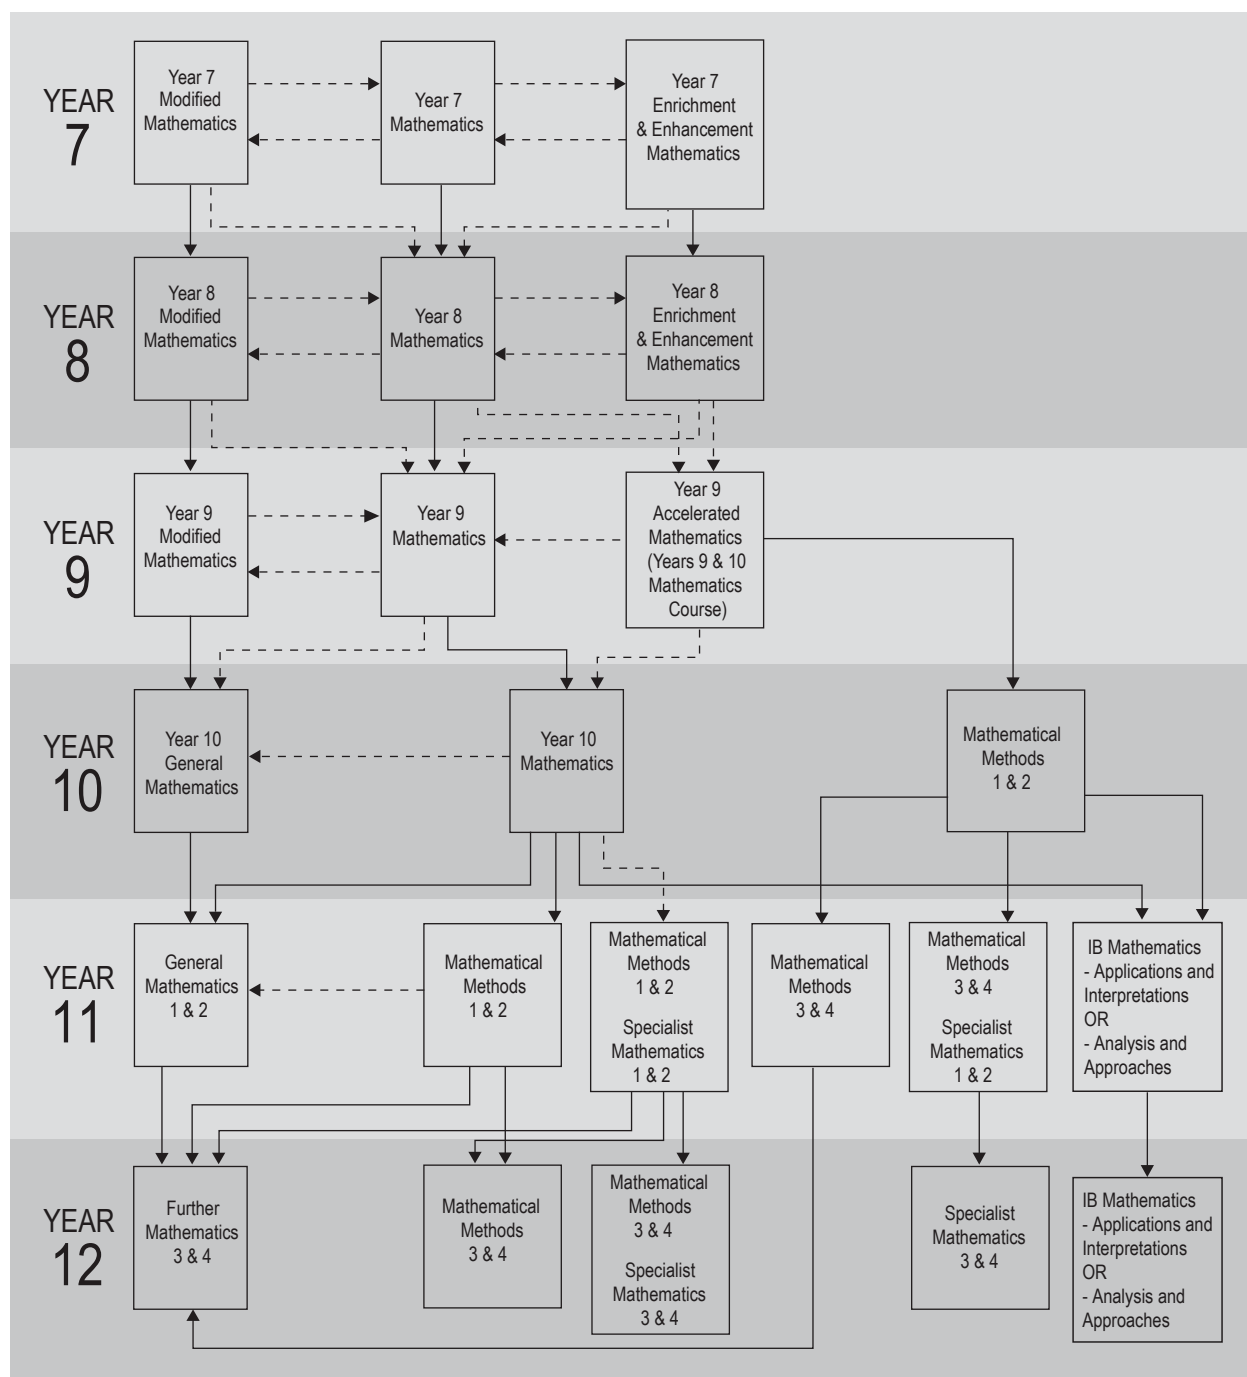 YEAR
7
Year 7
Modified
Mathematics
Year 7
Mathematics
Year 7
Enrichment
& Enhancement
Mathematics
YEAR
8
Year 8
Modified
Mathematics
Year 8
Mathematics
Year 8
Enrichment
& Enhancement
Mathematics
YEAR
9
Year 9
Modified
Mathematics
Year 9
Mathematics
Year 9
Accelerated
Mathematics
(Years 9 & 10
Mathematics
Course)
YEAR
10
Year 10
General
Mathematics
Year 10
Mathematics
Mathematical
Methods
1 & 2
YEAR
11
General
Mathematics
1 & 2
Mathematical
Methods
1 & 2
Mathematical
Methods
1 & 2
Specialist
Mathematics
1 & 2
Mathematical
Methods
3 & 4
Mathematical
Methods
3 & 4
Specialist
Mathematics
1 & 2
IB Mathematics
- Applications and
Interpretations
OR
- Analysis and
Approaches
YEAR
12
Further
Mathematics
3 & 4
Mathematical
Methods
3 & 4
Mathematical
Methods
3 & 4
Specialist
Mathematics
3 & 4
Specialist
Mathematics
3 & 4
IB Mathematics
- Applications and
Interpretations
OR
- Analysis and
Approaches